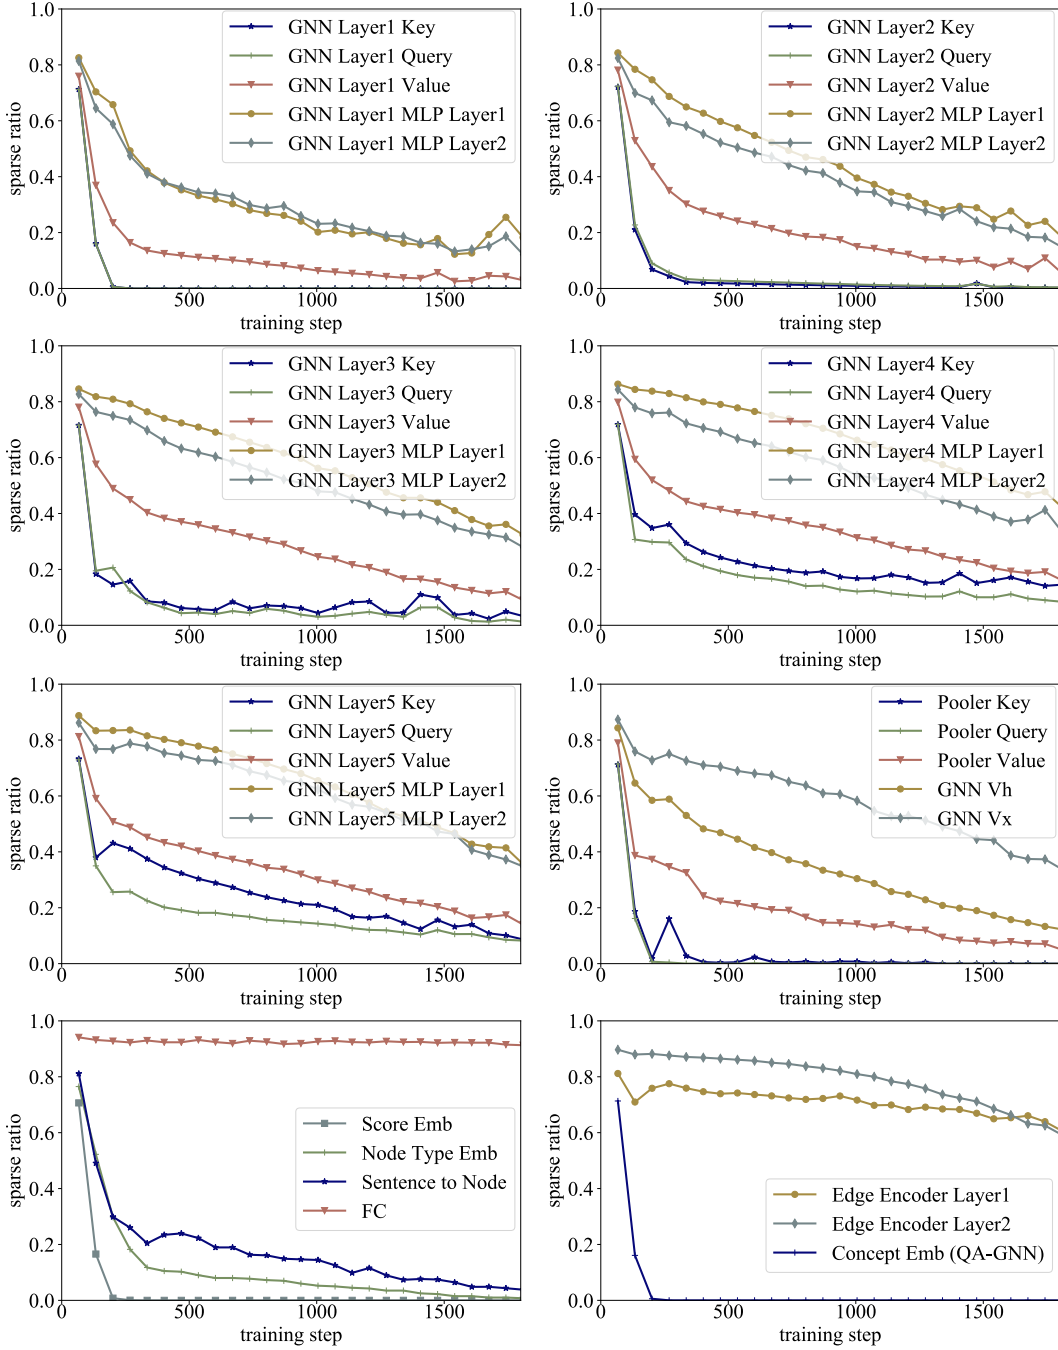 1.0
0.8
0.6
0.4
0.2
0.0
sparse ratio
0
500
1000
1500
training step
GNN Layer1 Key
GNN Layer1 Query
GNN Layer1 Value
GNN Layer1 MLP Layer1
GNN Layer1 MLP Layer2
1.0
0.8
0.6
0.4
0.2
0.0
sparse ratio
0
500
1000
1500
training step
GNN Layer2 Key
GNN Layer2 Query
GNN Layer2 Value
GNN Layer2 MLP Layer1
GNN Layer2 MLP Layer2
1.0
0.8
0.6
0.4
0.2
0.0
sparse ratio
0
500
1000
1500
training step
GNN Layer3 Key
GNN Layer3 Query
GNN Layer3 Value
GNN Layer3 MLP Layer1
GNN Layer3 MLP Layer2
1.0
0.8
0.6
0.4
0.2
0.0
sparse ratio
0
500
1000
1500
training step
GNN Layer4 Key
GNN Layer4 Query
GNN Layer4 Value
GNN Layer4 MLP Layer1
GNN Layer4 MLP Layer2
1.0
0.8
0.6
0.4
0.2
0.0
sparse ratio
0
500
1000
1500
training step
GNN Layer5 Key
GNN Layer5 Query
GNN Layer5 Value
GNN Layer5 MLP Layer1
GNN Layer5 MLP Layer2
1.0
0.8
0.6
0.4
0.2
0.0
sparse ratio
0
500
1000
1500
training step
Pooler Key
Pooler Query
Pooler Value
GNN Vh
GNN Vx
1.0
0.8
0.6
0.4
0.2
0.0
sparse ratio
0
500
1000
1500
training step
Score Emb
Node Type Emb
Sentence to Node
FC
1.0
0.8
0.6
0.4
0.2
0.0
sparse ratio
0
500
1000
1500
training step
Edge Encoder Layer1
Edge Encoder Layer2
Concept Emb (QA-GNN)